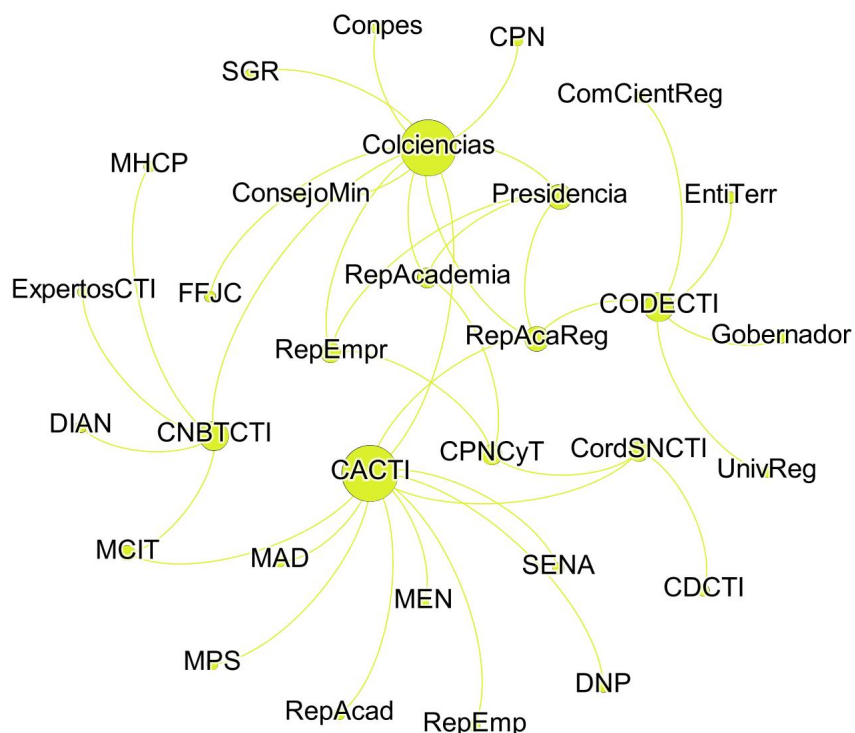 Conpes
CPN
SGR
ComCientReg
Colciencias
MHCP
ConsejoMin
Presidencia
EntiTerr
RepAcademia
ExpertosCTI
FFJC
CODECTI
RepAcaReg
Gobernador
RepEmpr
DIAN
CNBTCTI
CPNCyT
CordSNCTI
CACTI
UnivReg
MCIT
MAD
SENA
CDCTI
MEN
MPS
DNP
RepAcad
RepEmp